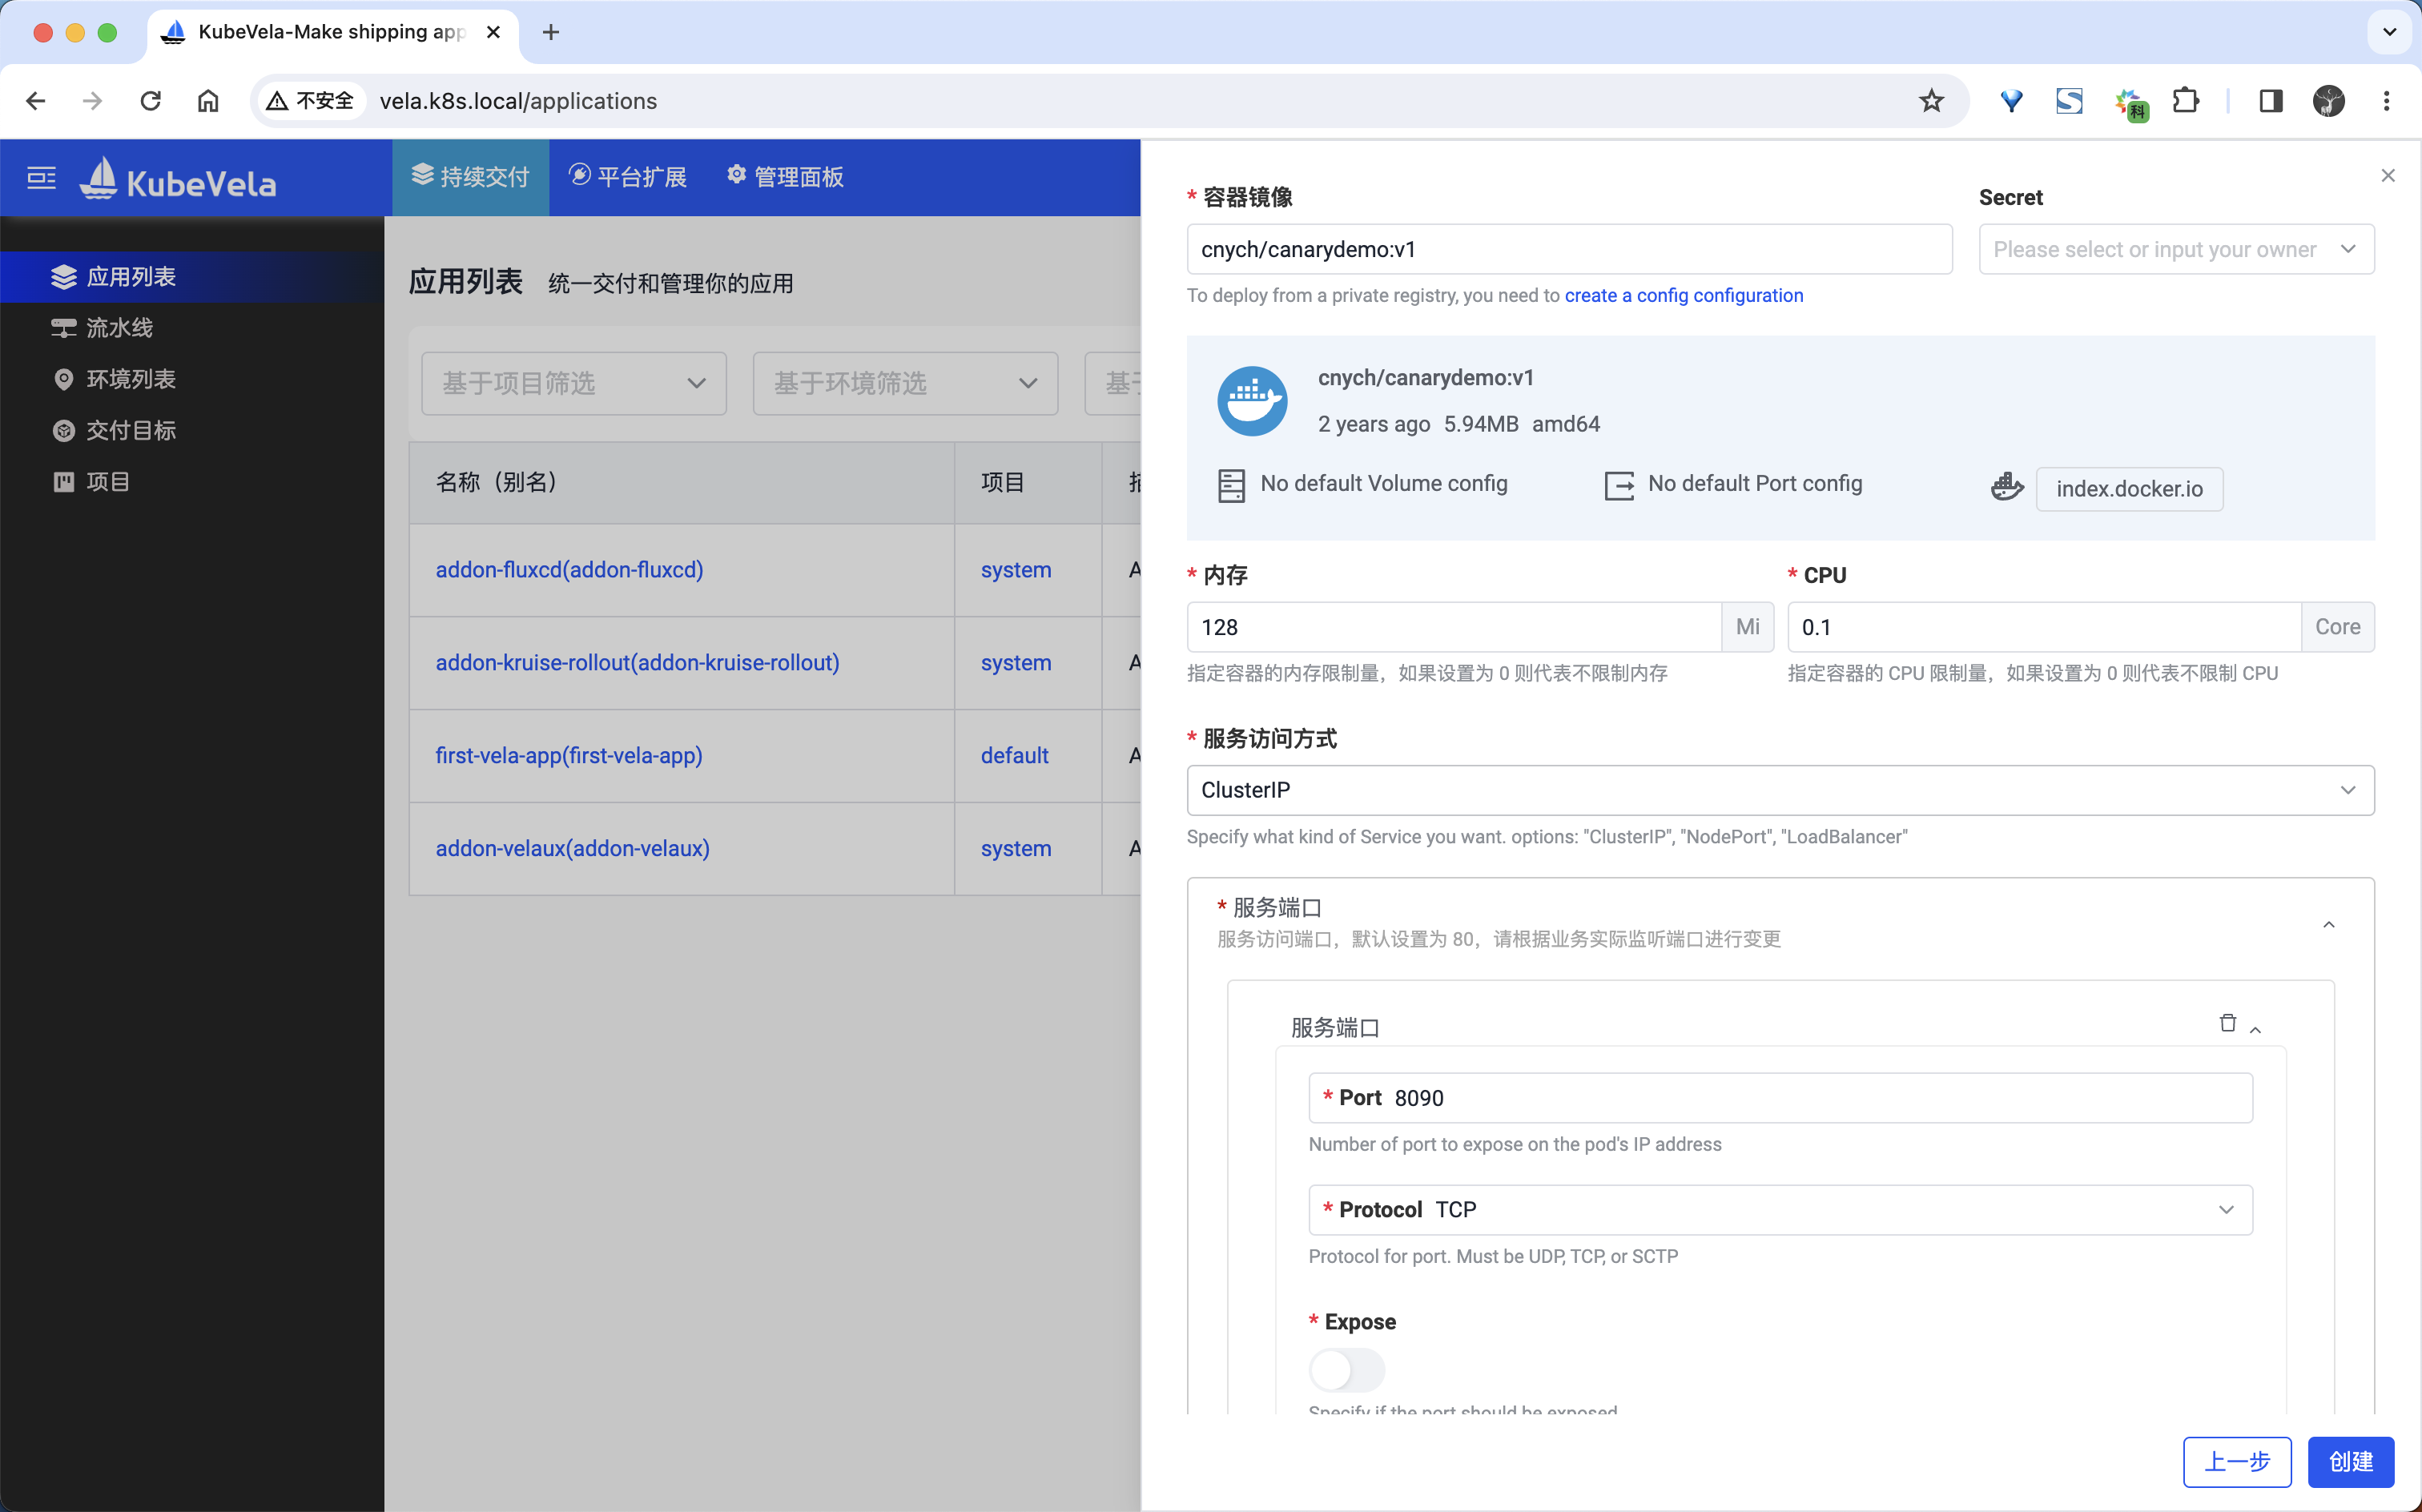 KubeVela-Make shipping app
不安全
vela.k8s.local/applications
科
KubeVela
持续交付
平台扩展
管理面板
应用列表
流水线
环境列表
交付目标
项目
应用列表 统一交付和管理你的应用
基于项目筛选
基于环境筛选
基于
名称（别名） 项目
addon-fluxcd(addon-fluxcd) system A
addon-kruise-rollout(addon-kruise-rollout) system A
first-vela-app(first-vela-app) default A
addon-velaux(addon-velaux) system A
* 容器镜像
cnych/canarydemo:v1
To deploy from a private registry, you need to create a config configuration
Secret
Please select or input your owner
cnych/canarydemo:v1
2 years ago 5.94MB amd64
No default Volume config
No default Port config
index.docker.io
* 内存
128 Mi
指定容器的内存限制量，如果设置为 0 则代表不限制内存
* CPU
0.1 Core
指定容器的 CPU 限制量，如果设置为 0 则代表不限制 CPU
* 服务访问方式
ClusterIP
Specify what kind of Service you want. options: "ClusterIP", "NodePort", "LoadBalancer"
* 服务端口
服务访问端口，默认设置为 80，请根据业务实际监听端口进行变更
服务端口
* Port 8090
Number of port to expose on the pod's IP address
* Protocol TCP
Protocol for port. Must be UDP, TCP, or SCTP
* Expose
Specify if the port should be exposed
上一步
创建